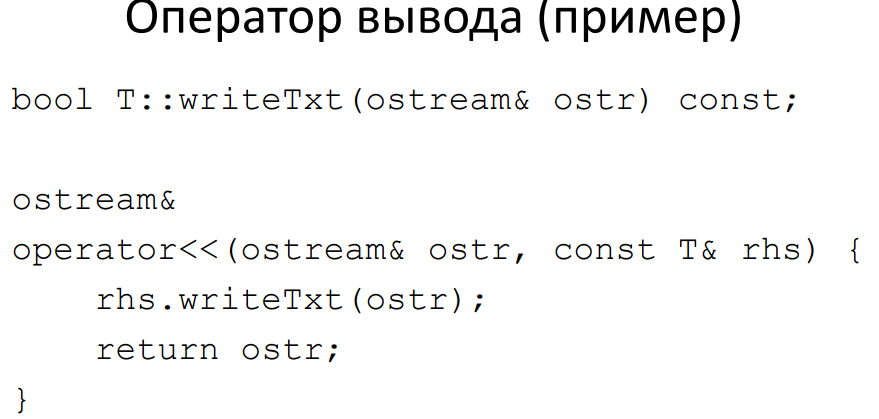 Оператор вывода (пример)
bool T::writeTxt(ostream& ostr) const;
ostream&
operator<<(ostream& ostr, const T& rhs) {
    rhs.writeTxt(ostr);
    return ostr;
}